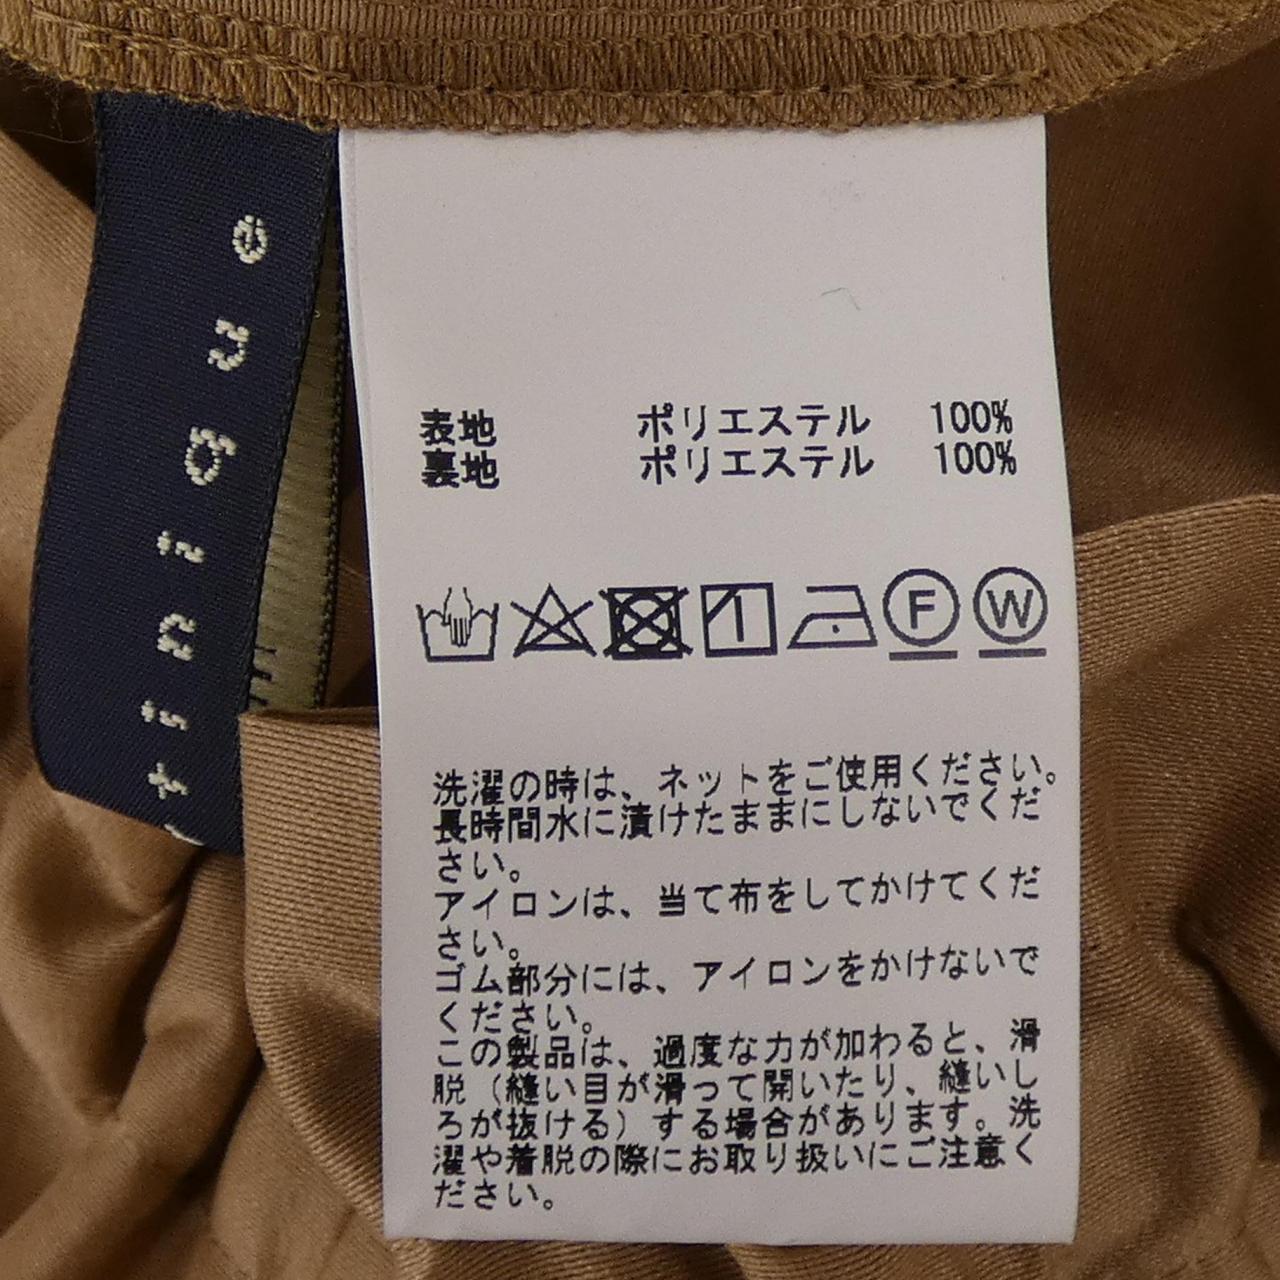 martinique
表地 ポリエステル 100%
裏地 ポリエステル 100%
F W
洗濯の時は、ネットをご使用ください。
長時間水に漬けたままにしないでくだ
さい。
アイロンは、当て布をしてかけてくだ
さい。
ゴム部分には、アイロンをかけないで
ください。
この製品は、過度な力が加わると、滑
脱（縫い目が滑って開いたり、縫いし
ろが抜ける）する場合があります。洗
濯や着脱の際にお取り扱いにご注意く
ださい。